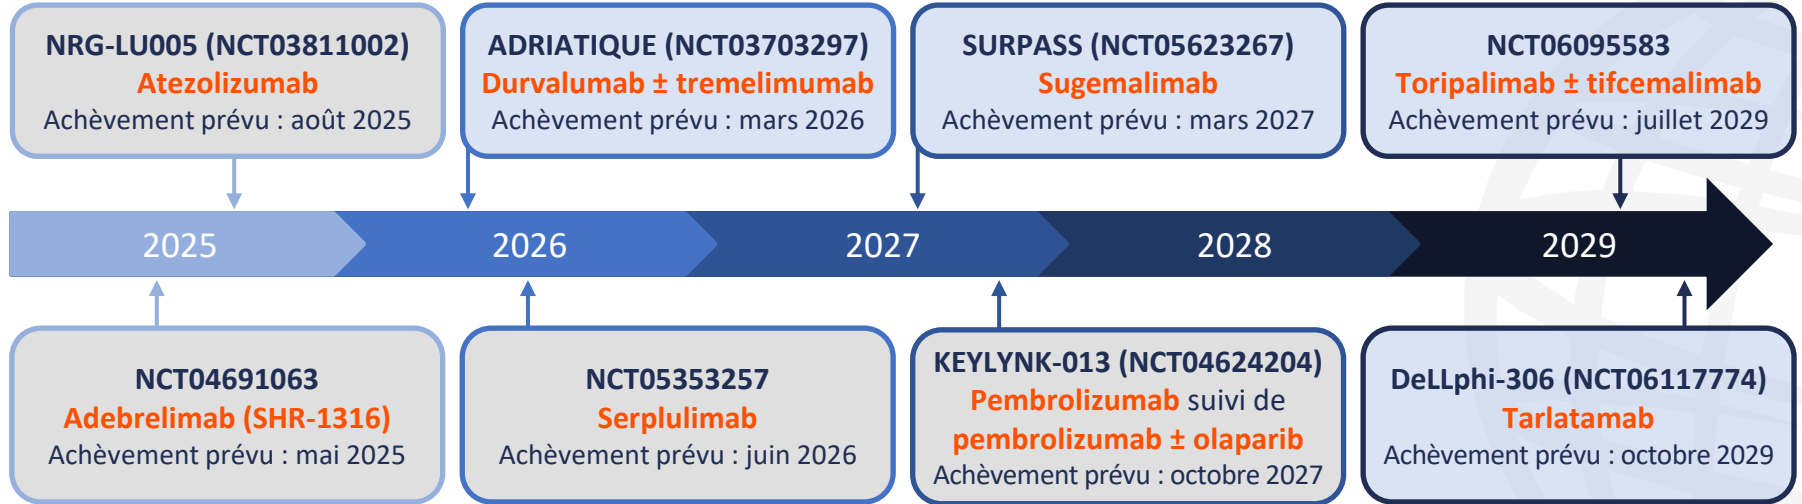 NRG-LU005 (NCT03811002)
Atezolizumab
Achèvement prévu : août 2025
ADRIATIQUE (NCT03703297)
Durvalumab ± tremelimumab
Achèvement prévu : mars 2026
SURPASS (NCT05623267)
Sugemalimab
Achèvement prévu : mars 2027
NCT06095583
Toripalimab ± tifcemalimab
Achèvement prévu : juillet 2029
2025
2026
2027
2028
2029
NCT04691063
Adebrelimab (SHR-1316)
Achèvement prévu : mai 2025
NCT05353257
Serplulimab
Achèvement prévu : juin 2026
KEYLYNK-013 (NCT04624204)
Pembrolizumab suivi de
pembrolizumab ± olaparib
Achèvement prévu : octobre 2027
DeLLphi-306 (NCT06117774)
Tarlatamab
Achèvement prévu : octobre 2029